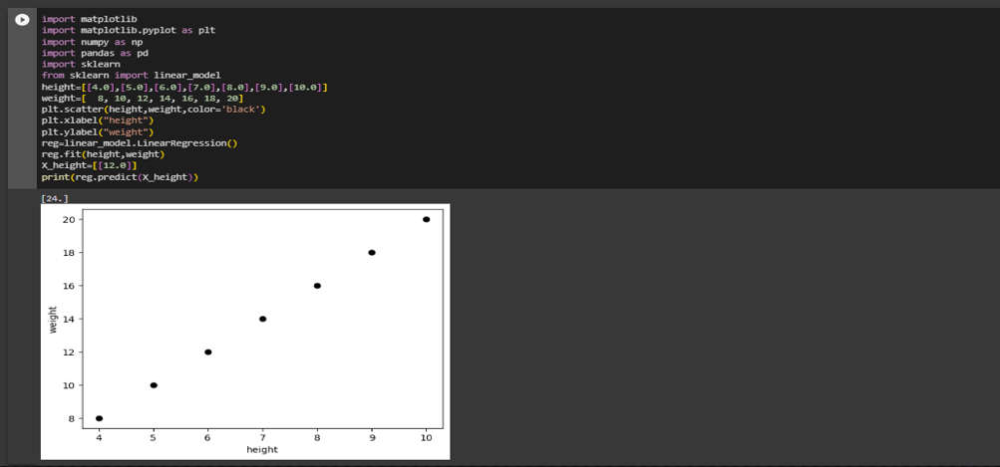 import matplotlib
import matplotlib.pyplot as plt
import numpy as np
import pandas as pd
import sklearn
from sklearn import linear_model
height=[[4.0],[5.0],[6.0],[7.0],[8.0],[9.0],[10.0]]
weight=[  8, 10, 12, 14, 16, 18, 20]
plt.scatter(height,weight,color='black')
plt.xlabel("height")
plt.ylabel("weight")
reg=linear_model.LinearRegression()
reg.fit(height,weight)
X_height=[[12.0]]
print(reg.predict(X_height))
[24.]
20
18
16
14
12
10
8
weight
4 5 6 7 8 9 10
height